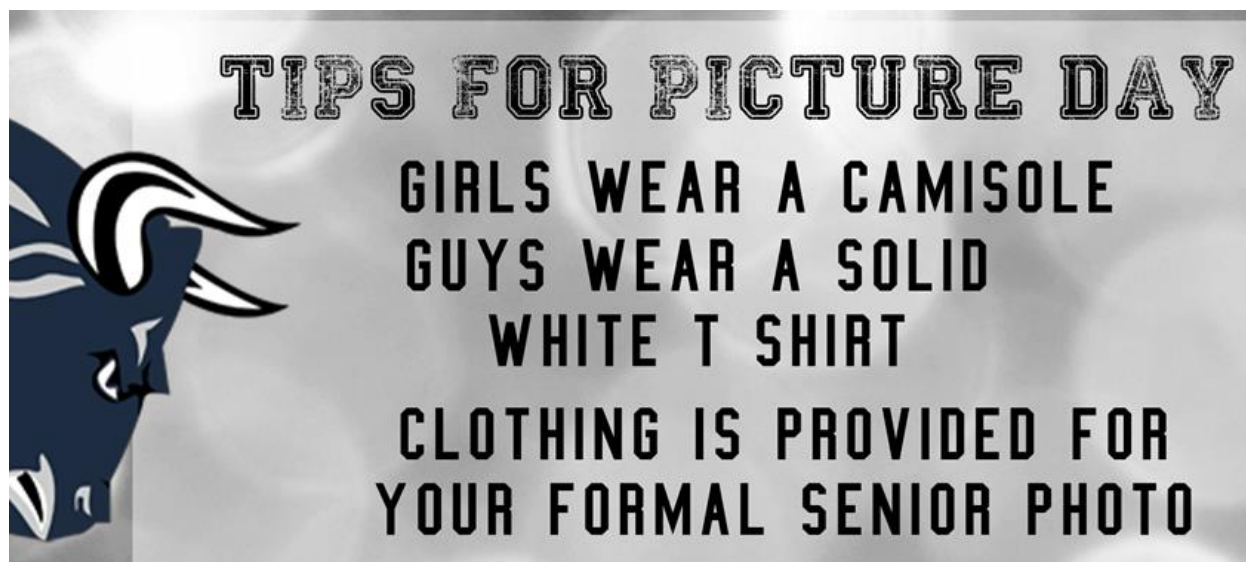 TIPS FOR PICTURE DAY
GIRLS WEAR A CAMISOLE
GUYS WEAR A SOLID
WHITE T SHIRT
CLOTHING IS PROVIDED FOR
YOUR FORMAL SENIOR PHOTO